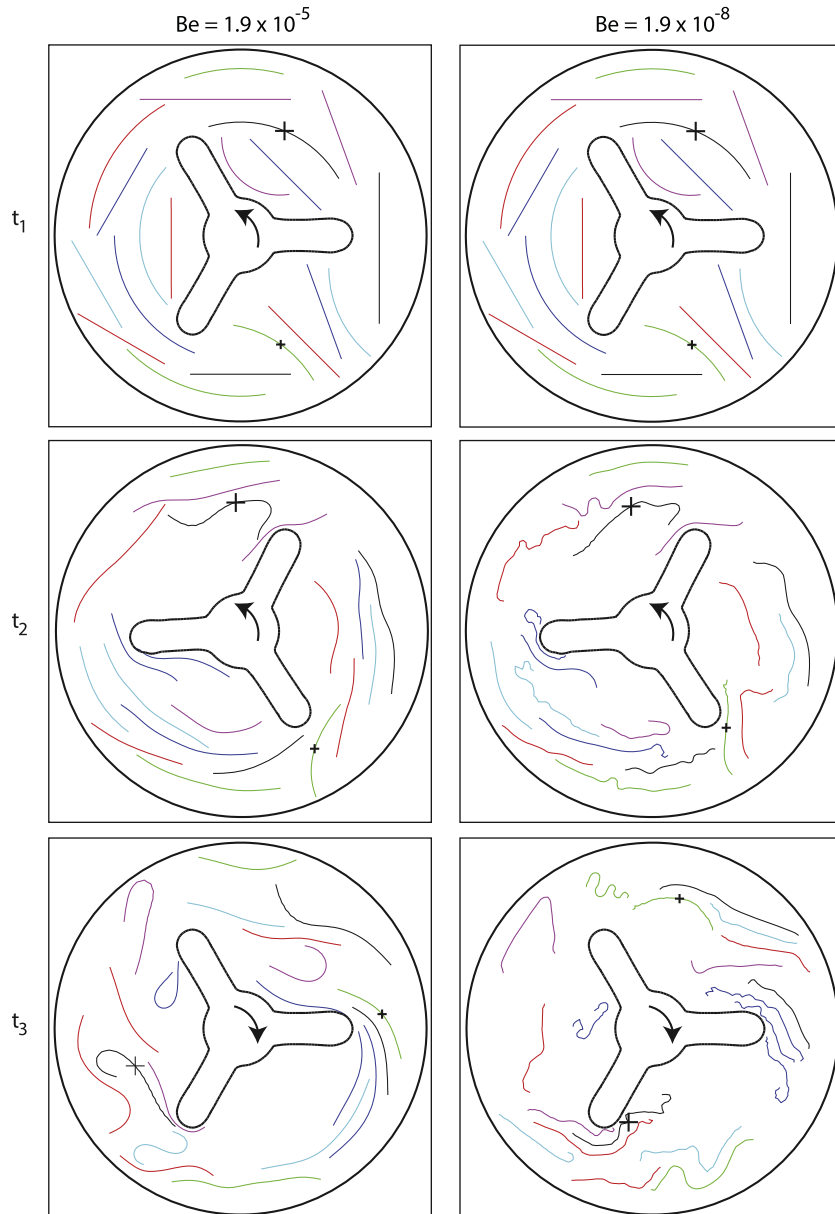 Be = 1.9 x 10⁻⁵
Be = 1.9 x 10⁻⁸
t₁
t₂
t₃